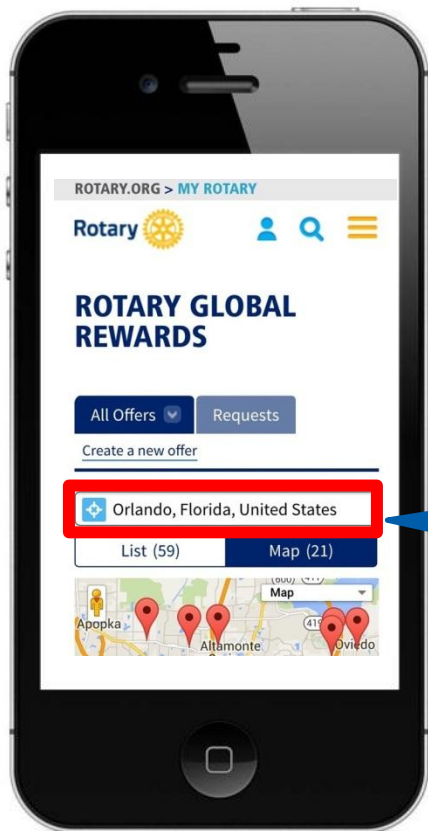 ROTARY.ORG > MY ROTARY
Rotary
ROTARY GLOBAL
REWARDS
All Offers
Requests
Create a new offer
Orlando, Florida, United States
List (59)
Map (21)
Map
Apopka
419
Altamonte
Oviedo